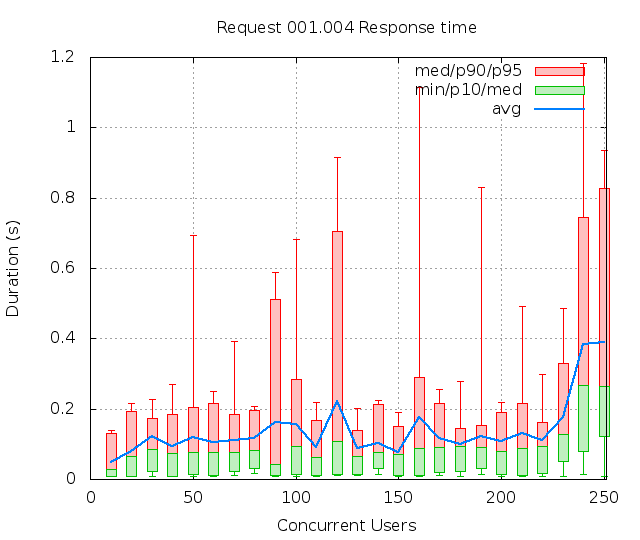 Request 001.004 Response time
1.2
1
0.8
0.6
0.4
0.2
0
Duration (s)
med/p90/p95
min/p10/med
avg
0 50 100 150 200 250
Concurrent Users